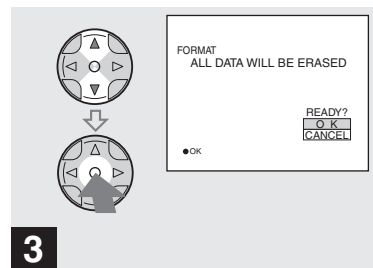 FORMAT
ALL DATA WILL BE ERASED
READY?
O K
CANCEL
●OK
3